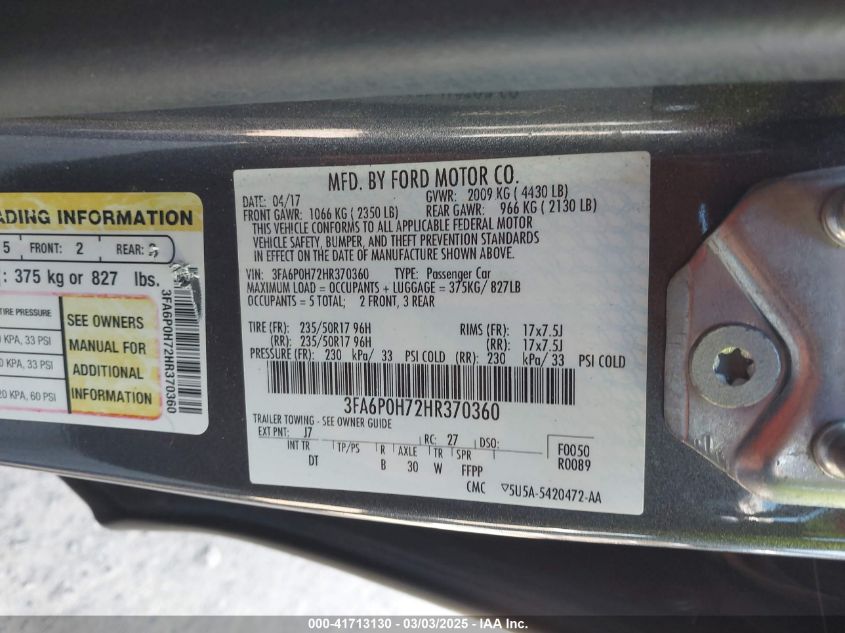 ADING INFORMATION
5 FRONT: 2 REAR:
: 375 kg or 827 lbs.
TIRE PRESSURE
KPA, 33 PSI
KPA, 33 PSI
20 KPA, 60 PSI
SEE OWNERS
MANUAL FOR
ADDITIONAL
INFORMATION
3FA6P0H72HR370360
MFD. BY FORD MOTOR CO.
DATE: 04/17 GVWR: 2009 KG ( 4430 LB)
FRONT GAWR: 1066 KG ( 2350 LB) REAR GAWR: 966 KG ( 2130 LB)
THIS VEHICLE CONFORMS TO ALL APPLICABLE FEDERAL MOTOR
VEHICLE SAFETY, BUMPER, AND THEFT PREVENTION STANDARDS
IN EFFECT ON THE DATE OF MANUFACTURE SHOWN ABOVE.
VIN: 3FA6P0H72HR370360 TYPE: Passenger Car
MAXIMUM LOAD = OCCUPANTS + LUGGAGE = 375KG/ 827LB
OCCUPANTS = 5 TOTAL; 2 FRONT, 3 REAR
TIRE (FR): 235/50R17 96H RIMS (FR): 17x7.5J
(RR): 235/50R17 96H (RR): 17x7.5J
PRESSURE (FR): 230 kPa/ 33 PSI COLD (RR): 230 kPa/ 33 PSI COLD
3FA6P0H72HR370360
TRAILER TOWING - SEE OWNER GUIDE
EXT PNT: J7 RC: 27 DSO:
INT TR TP/PS R AXLE TR SPR
DT B 30 W FFPP
F0050
R0089
CMC ▽5U5A-5420472-AA
000-41713130 - 03/03/2025 - IAAI Inc.